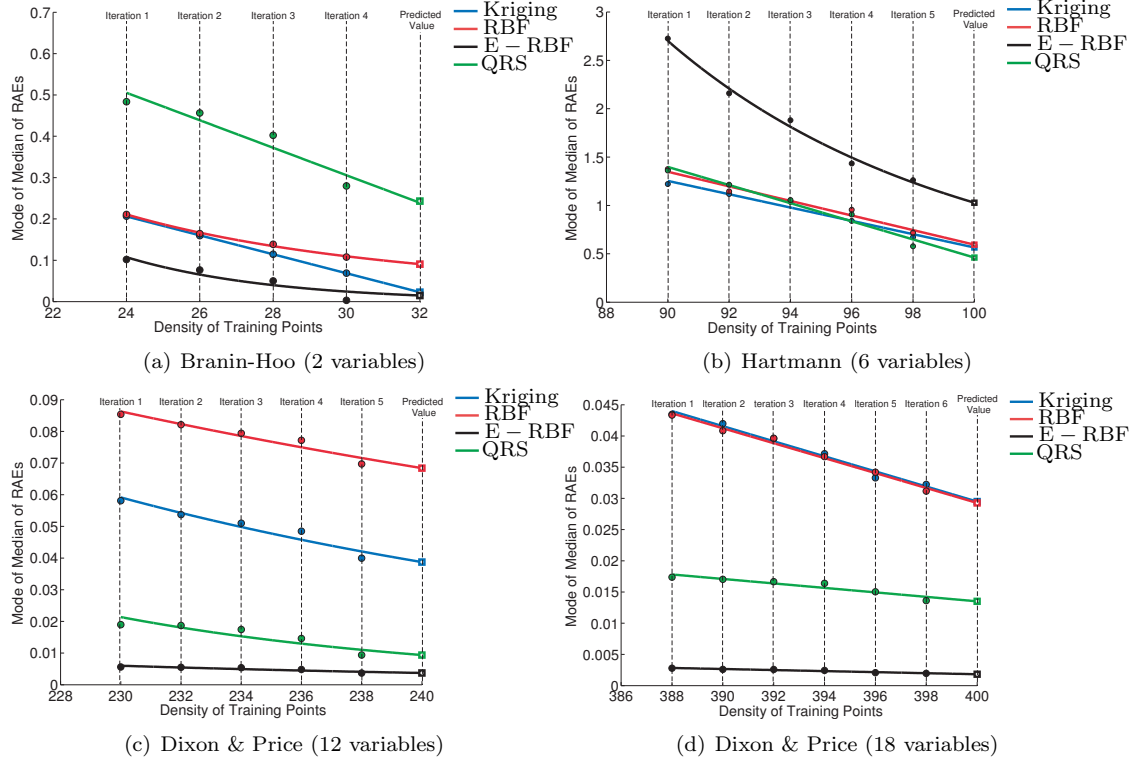 Iteration 1 Iteration 2 Iteration 3 Iteration 4 Predicted Value
Kriging
RBF
E − RBF
QRS
Mode of Median of RAEs
0.7
0.6
0.5
0.4
0.3
0.2
0.1
0
22 24 26 28 30 32
Density of Training Points
(a) Branin-Hoo (2 variables)
Iteration 1 Iteration 2 Iteration 3 Iteration 4 Iteration 5 Predicted Value
Kriging
RBF
E − RBF
QRS
Mode of Median of RAEs
3
2.5
2
1.5
1
0.5
0
88 90 92 94 96 98 100
Density of Training Points
(b) Hartmann (6 variables)
Iteration 1 Iteration 2 Iteration 3 Iteration 4 Iteration 5 Predicted Value
Kriging
RBF
E − RBF
QRS
Mode of Median of RAEs
0.09
0.08
0.07
0.06
0.05
0.04
0.03
0.02
0.01
0
228 230 232 234 236 238 240
Density of Training Points
(c) Dixon & Price (12 variables)
Iteration 1 Iteration 2 iteration 3 Iteration 4 Iteration 5 Iteration 6 Predicted Value
Kriging
RBF
E − RBF
QRS
Mode of Median of RAEs
0.045
0.04
0.035
0.03
0.025
0.02
0.015
0.01
0.005
0
386 388 390 392 394 396 398 400
Density of Training Points
(d) Dixon & Price (18 variables)